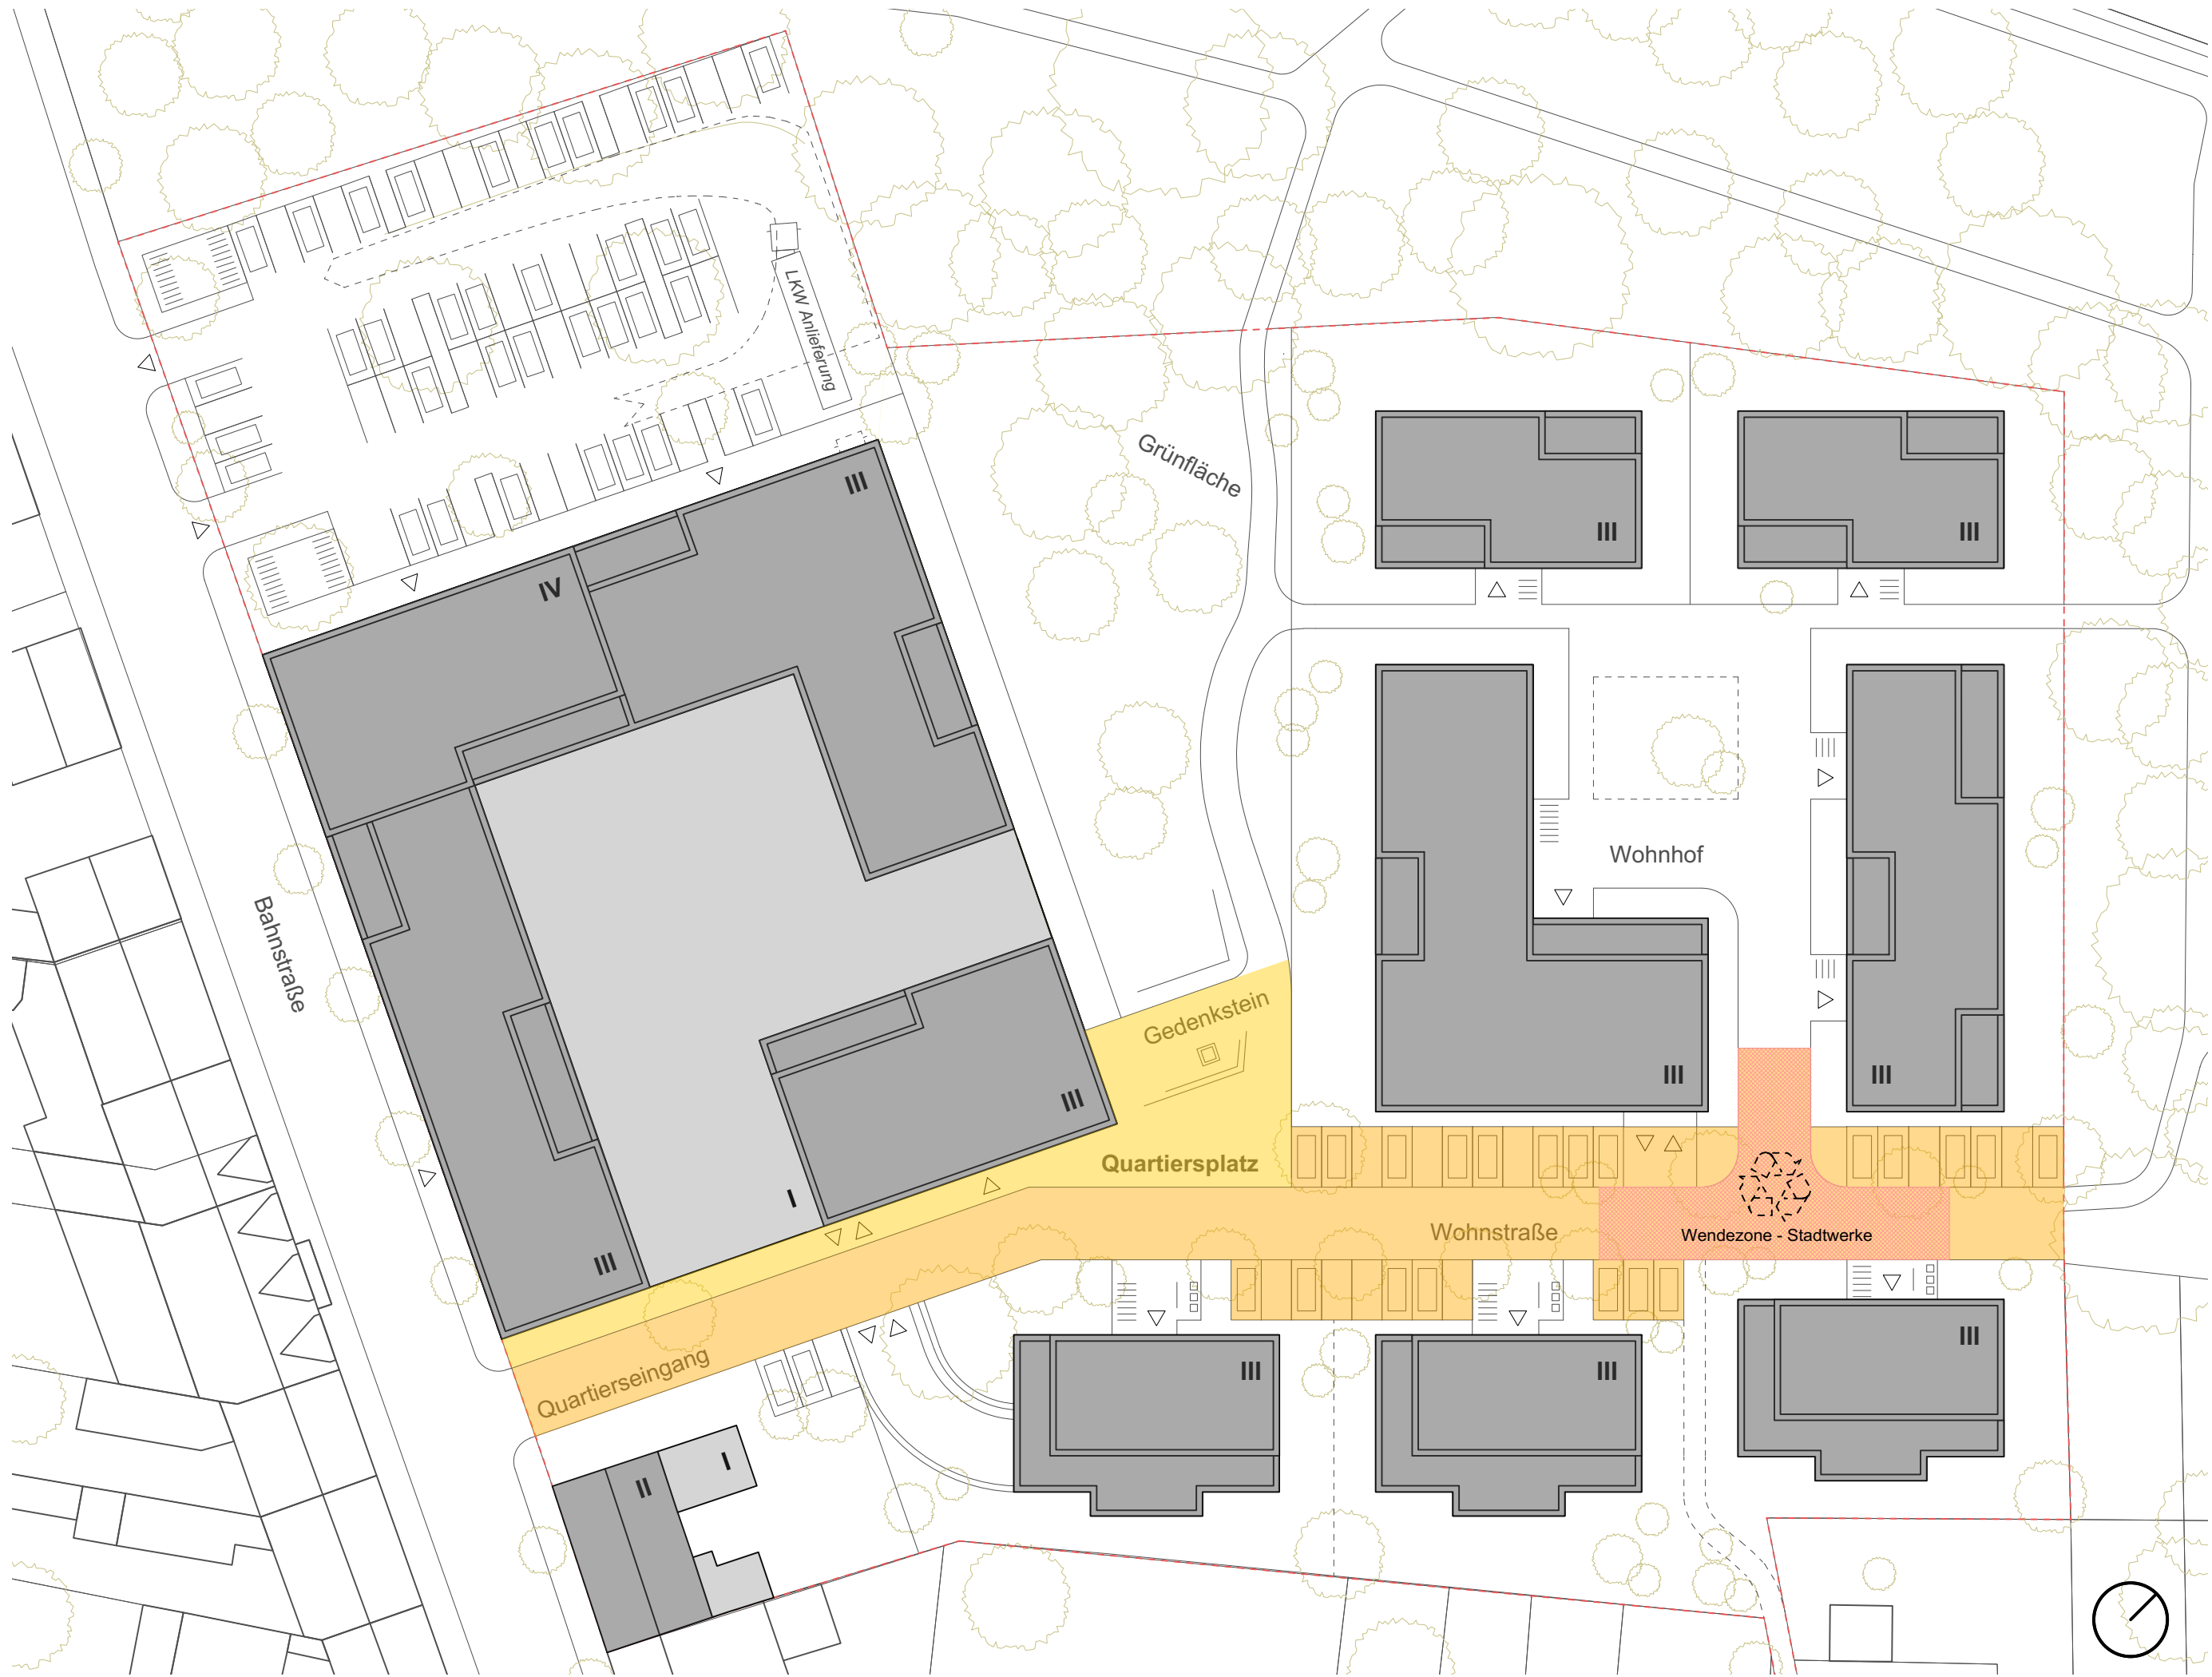 LKW Anlieferung
Grünfläche
III
III
III
IV
Wohnhof
Bahnstraße
Gedenkstein
III
III
III
Quartiersplatz
I
Wohnstraße
Wendezone - Stadtwerke
III
Quartierseingang
III
III
III
I
II